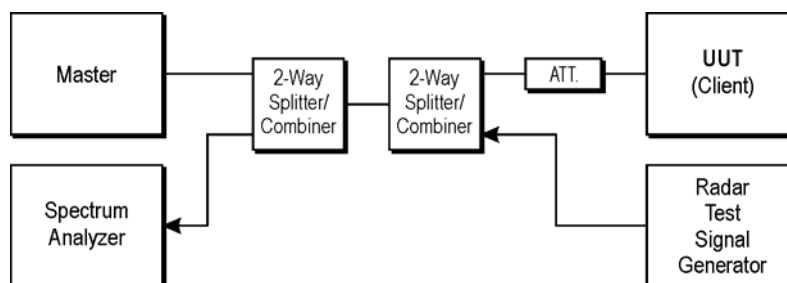 Master
2-Way
Splitter/
Combiner
2-Way
Splitter/
Combiner
ATT.
UUT
(Client)
Spectrum
Analyzer
Radar
Test
Signal
Generator